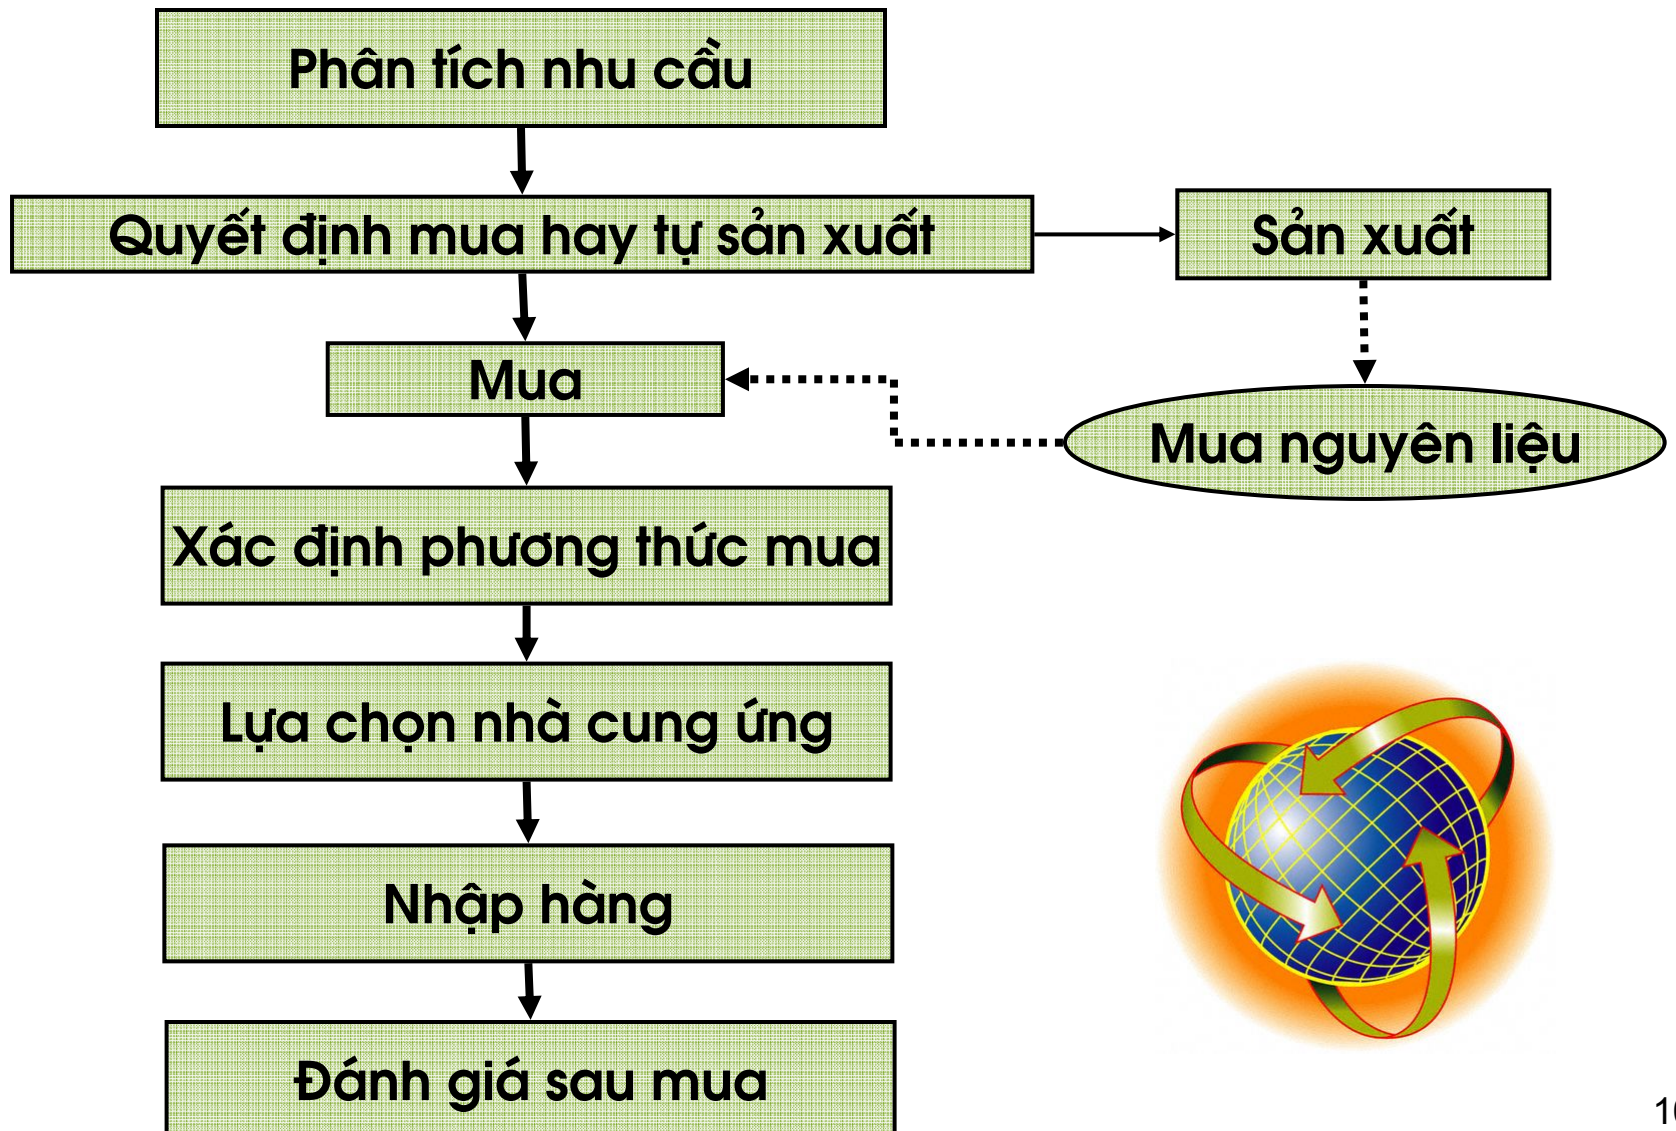 Phân tích nhu cầu
Quyết định mua hay tự sản xuất
Sản xuất
Mua
Mua nguyên liệu
Xác định phương thức mua
Lựa chọn nhà cung ứng
Nhập hàng
Đánh giá sau mua